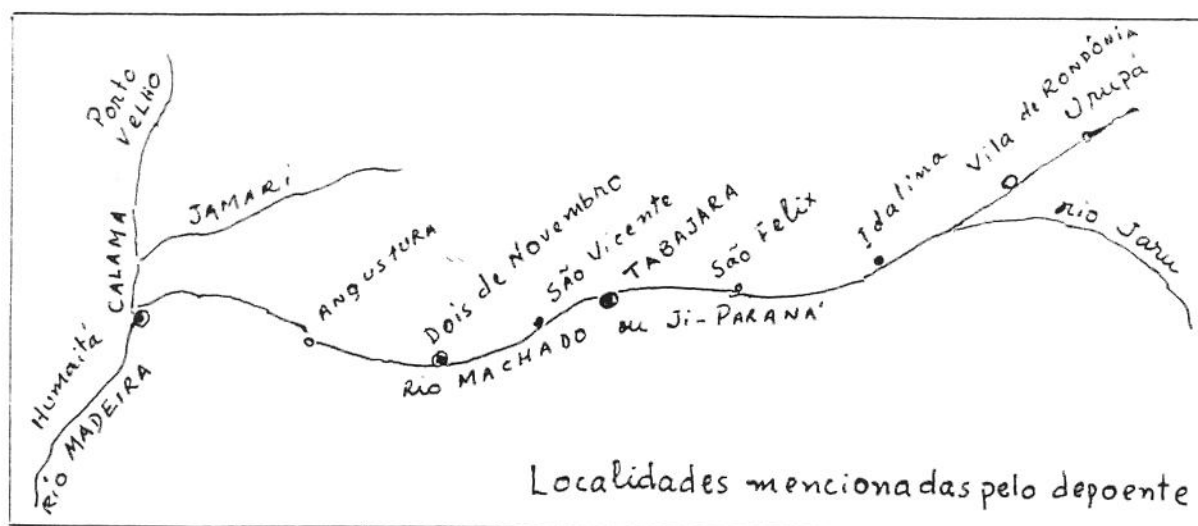 Porto
Velho
JAMARI
CALAMA
Humaitá
RIO MADEIRA
ANGUSTURA
Dois de Novembro
São Vicente
TABAJARA
São Felix
Idalina
Vila de RONDÔNIA
Urupá
rio Jaru
Rio MACHADO ou Ji-PARANÁ
Localidades mencionadas pelo depoente